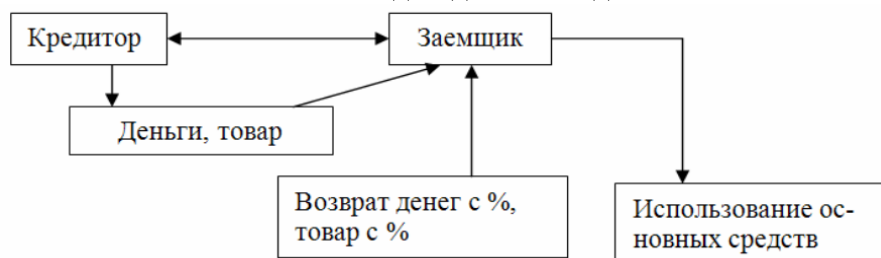 Кредитор
Заемщик
Деньги, товар
Возврат денег с %,
товар с %
Использование ос-
новных средств